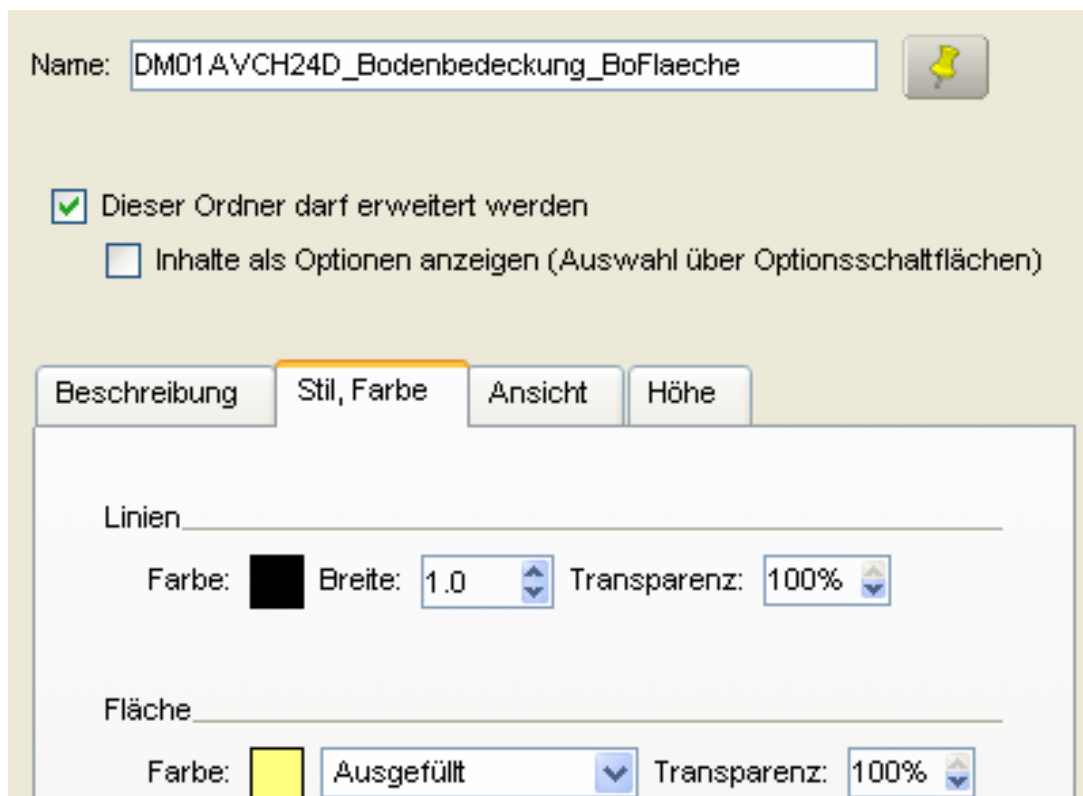 Name: DM01AVCH24D_Bodenbedeckung_BoFlaeche
Dieser Ordner darf erweitert werden
Inhalte als Optionen anzeigen (Auswahl über Optionsschaltflächen)
Beschreibung Stil, Farbe Ansicht Höhe
Linien
Farbe: Breite: 1.0 Transparenz: 100%
Fläche
Farbe: Ausgefüllt Transparenz: 100%